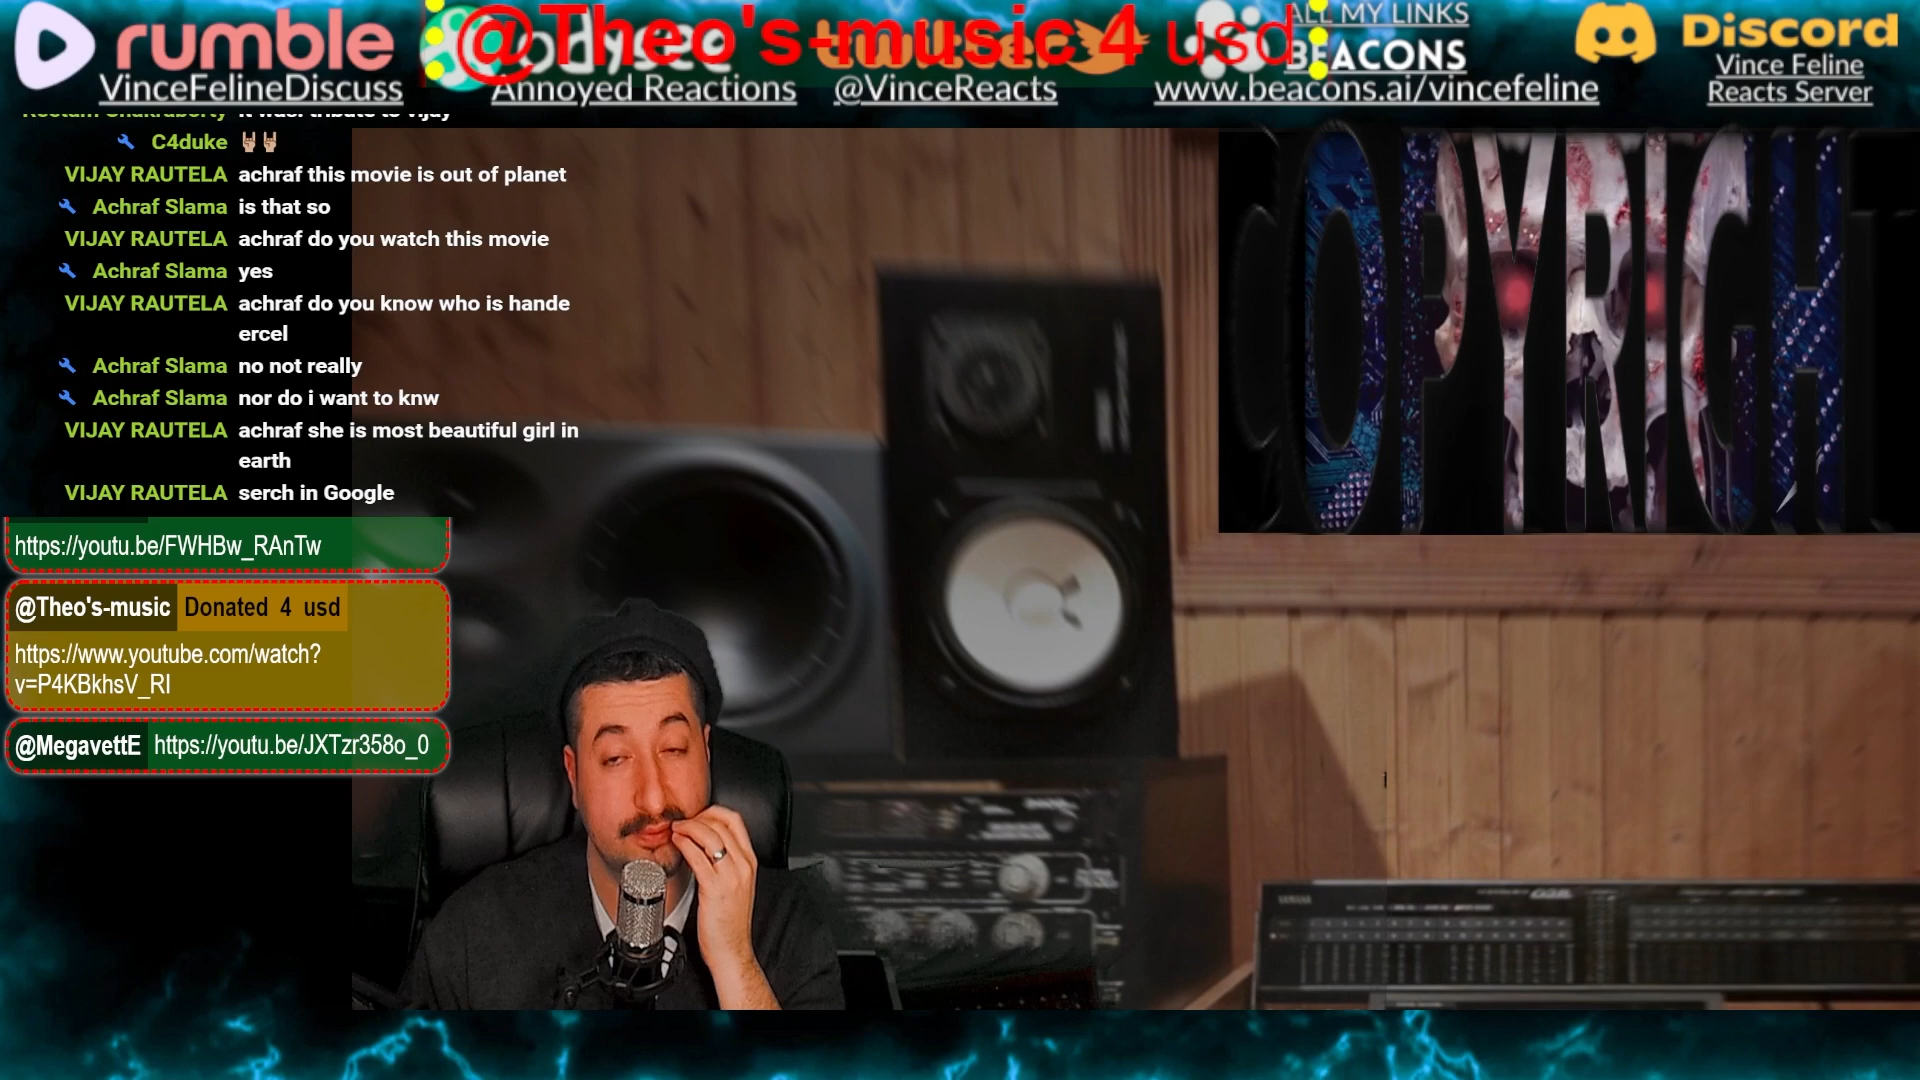 rumble
VinceFelineDiscuss
@Theo's-music 4 usd
odysee
Annoyed Reactions
twitter
@VinceReacts
ALL MY LINKS
BEACONS
www.beacons.ai/vincefeline
Discord
Vince Feline
Reacts Server
C4duke 🤘🏼🤘🏼
VIJAY RAUTELA achraf this movie is out of planet
Achraf Slama is that so
VIJAY RAUTELA achraf do you watch this movie
Achraf Slama yes
VIJAY RAUTELA achraf do you know who is hande
ercel
Achraf Slama no not really
Achraf Slama nor do i want to knw
VIJAY RAUTELA achraf she is most beautiful girl in
earth
VIJAY RAUTELA serch in Google
https://youtu.be/FWHBw_RAnTw
@Theo's-music Donated 4 usd
https://www.youtube.com/watch?
v=P4KBkhsV_RI
@MegavettE https://youtu.be/JXTzr358o_0
COPYRIGHT
YAMAHA